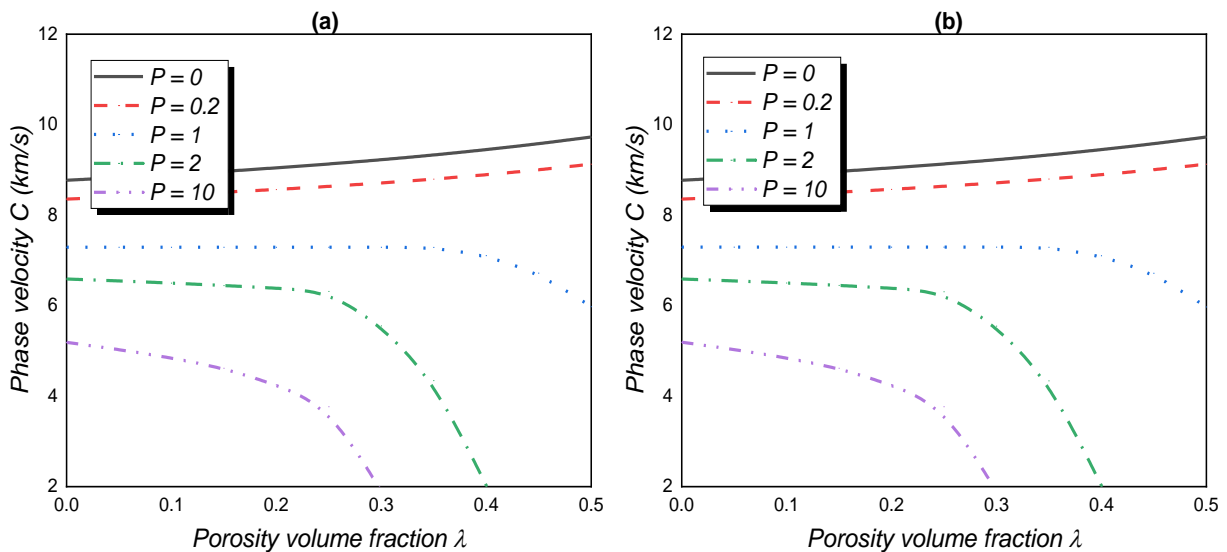 (a)
12
10
8
6
4
2
0.0 0.1 0.2 0.3 0.4 0.5
Phase velocity C (km/s)
Porosity volume fraction λ
P = 0
P = 0.2
P = 1
P = 2
P = 10
(b)
12
10
8
6
4
2
0.0 0.1 0.2 0.3 0.4 0.5
Phase velocity C (km/s)
Porosity volume fraction λ
P = 0
P = 0.2
P = 1
P = 2
P = 10